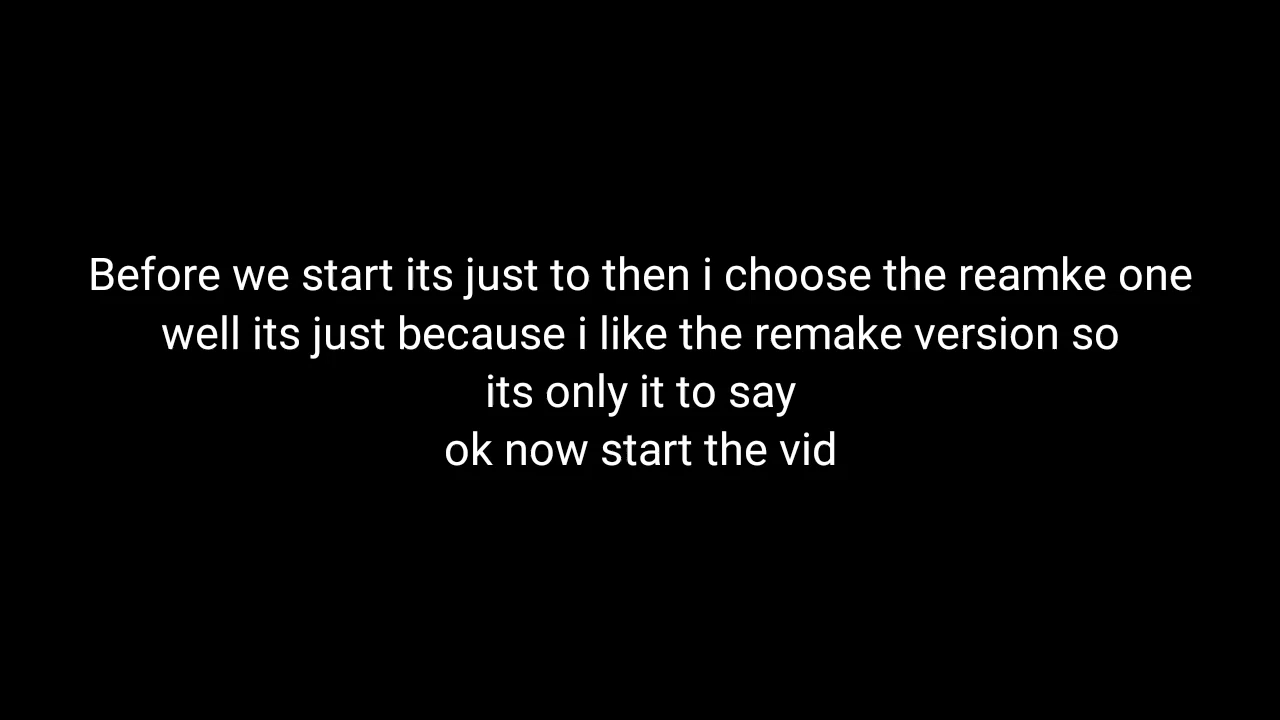 Before we start its just to then i choose the reamke one
well its just because i like the remake version so
its only it to say
ok now start the vid